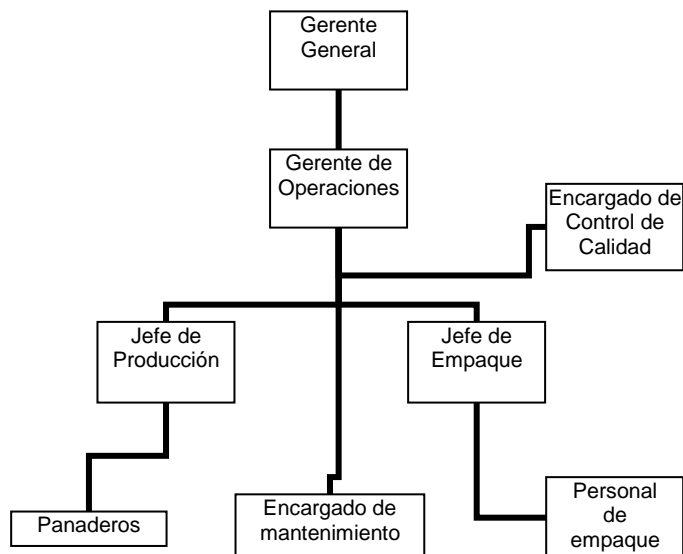 Gerente
General
Gerente de
Operaciones
Encargado de
Control de
Calidad
Jefe de
Producción
Jefe de
Empaque
Panaderos
Encargado de
mantenimiento
Personal
de
empaque